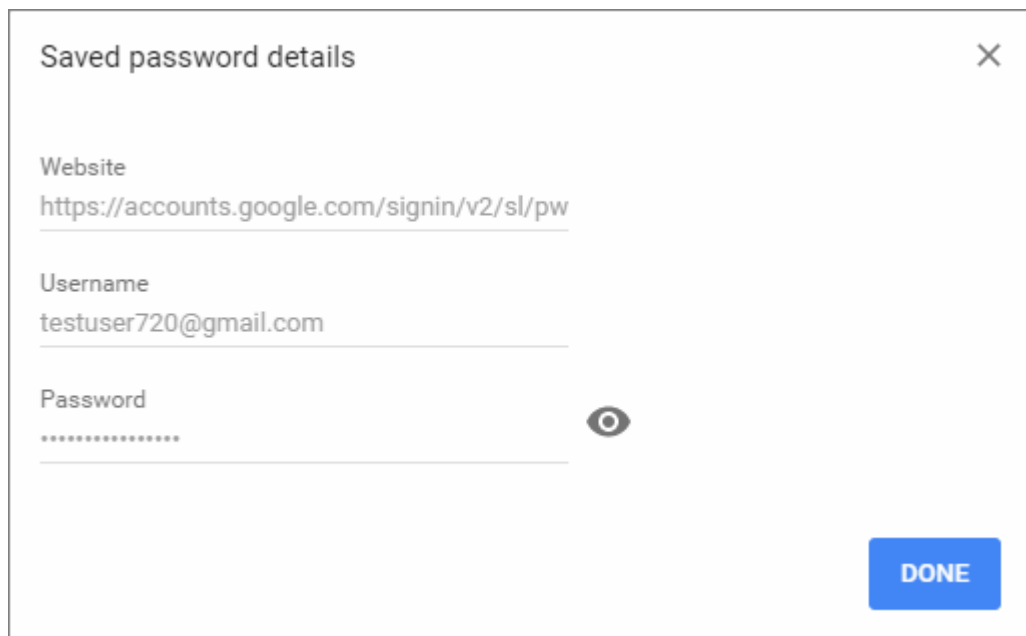 Saved password details
Website
https://accounts.google.com/signin/v2/sl/pw
Username
testuser720@gmail.com
Password
••••••••••••••••
DONE